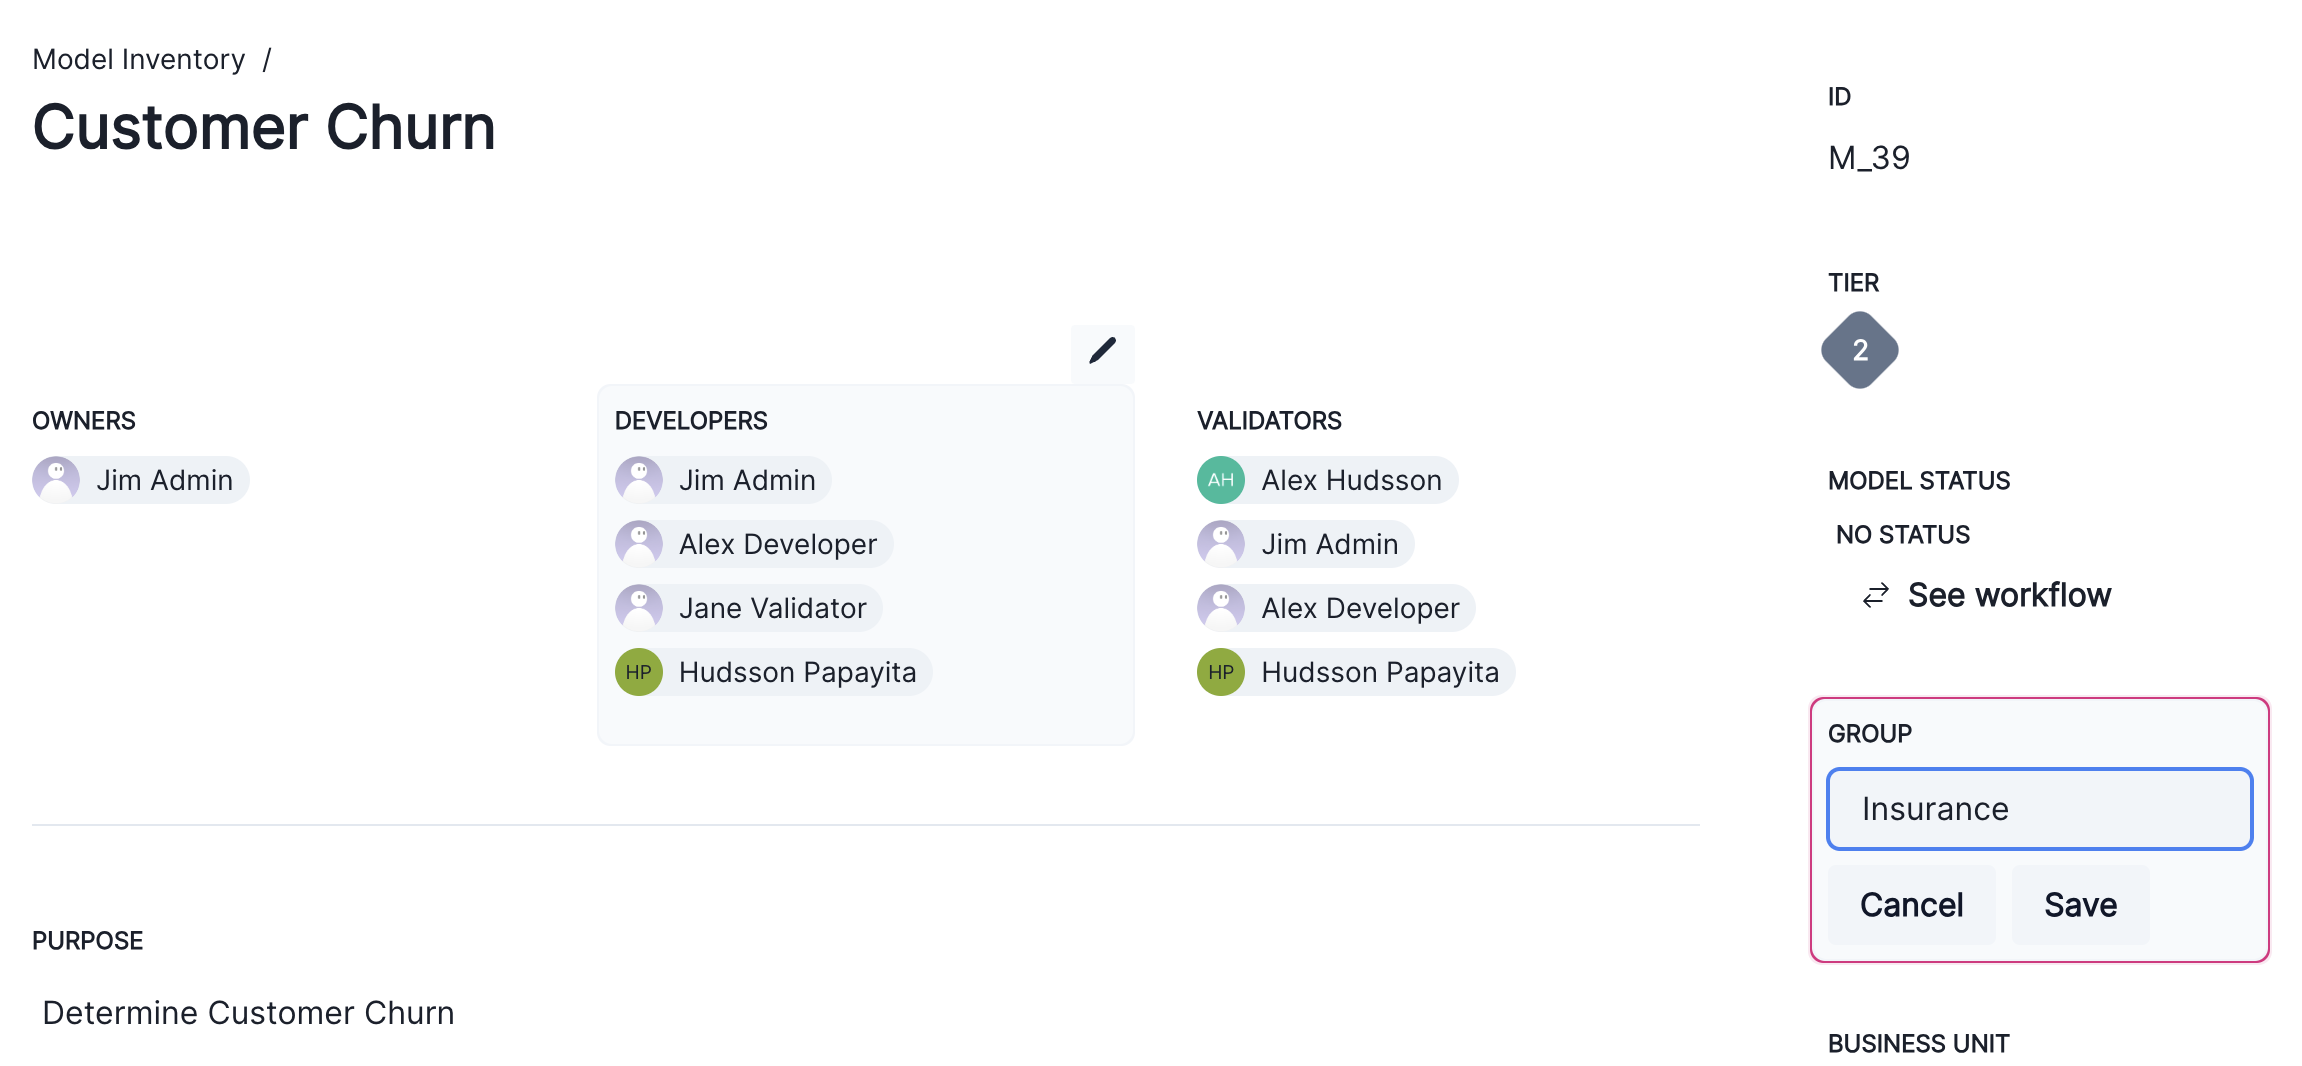 Model Inventory /
Customer Churn
OWNERS
Jim Admin
DEVELOPERS
Jim Admin
Alex Developer
Jane Validator
HP Hudsson Papayita
VALIDATORS
AH Alex Hudsson
Jim Admin
Alex Developer
HP Hudsson Papayita
PURPOSE
Determine Customer Churn
ID
M_39
TIER
2
MODEL STATUS
NO STATUS
See workflow
GROUP
Insurance
Cancel Save
BUSINESS UNIT